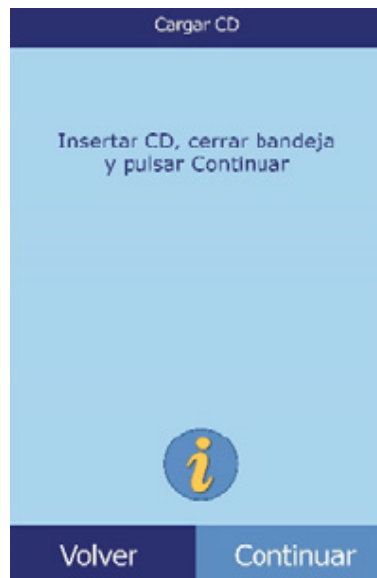 Cargar CD
Insertar CD, cerrar bandeja
y pulsar Continuar
i
Volver
Continuar